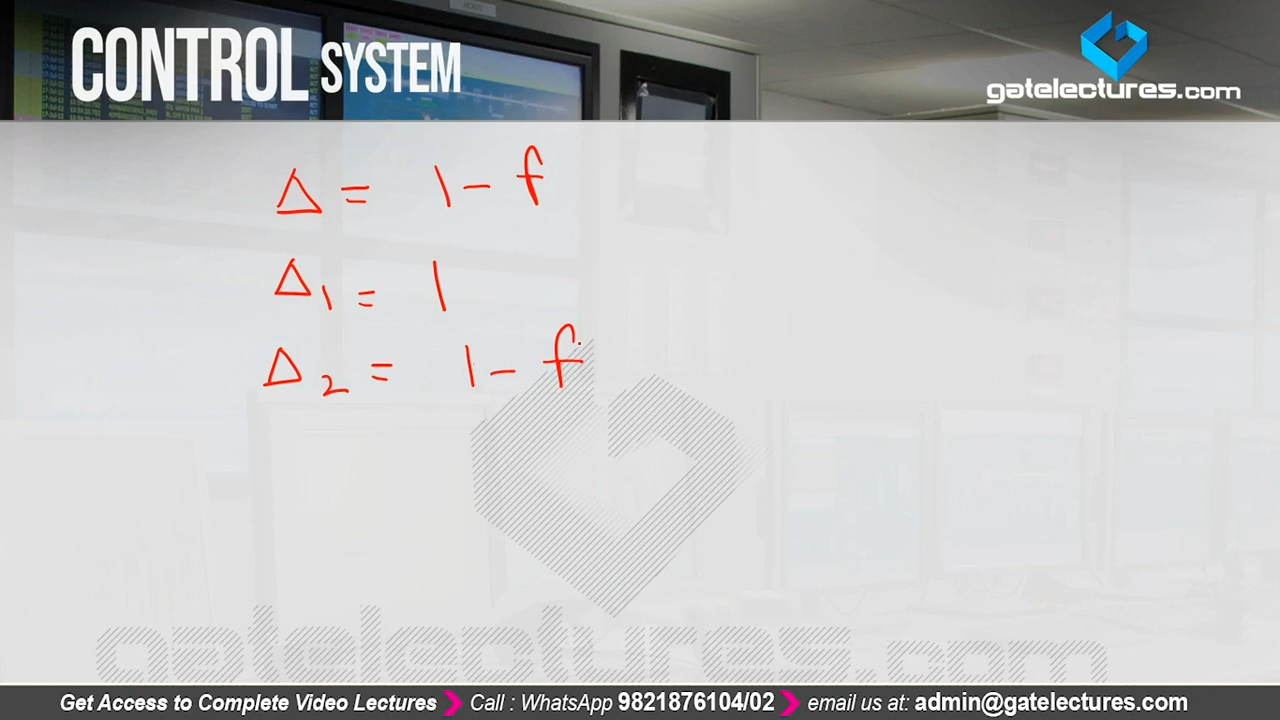 CONTROL SYSTEM
gatelectures.com
Δ = 1 - f
Δ1 = 1
Δ2 = 1 - f
gatelectures.com
Get Access to Complete Video Lectures Call : WhatsApp 9821876104/02 email us at: admin@gatelectures.com